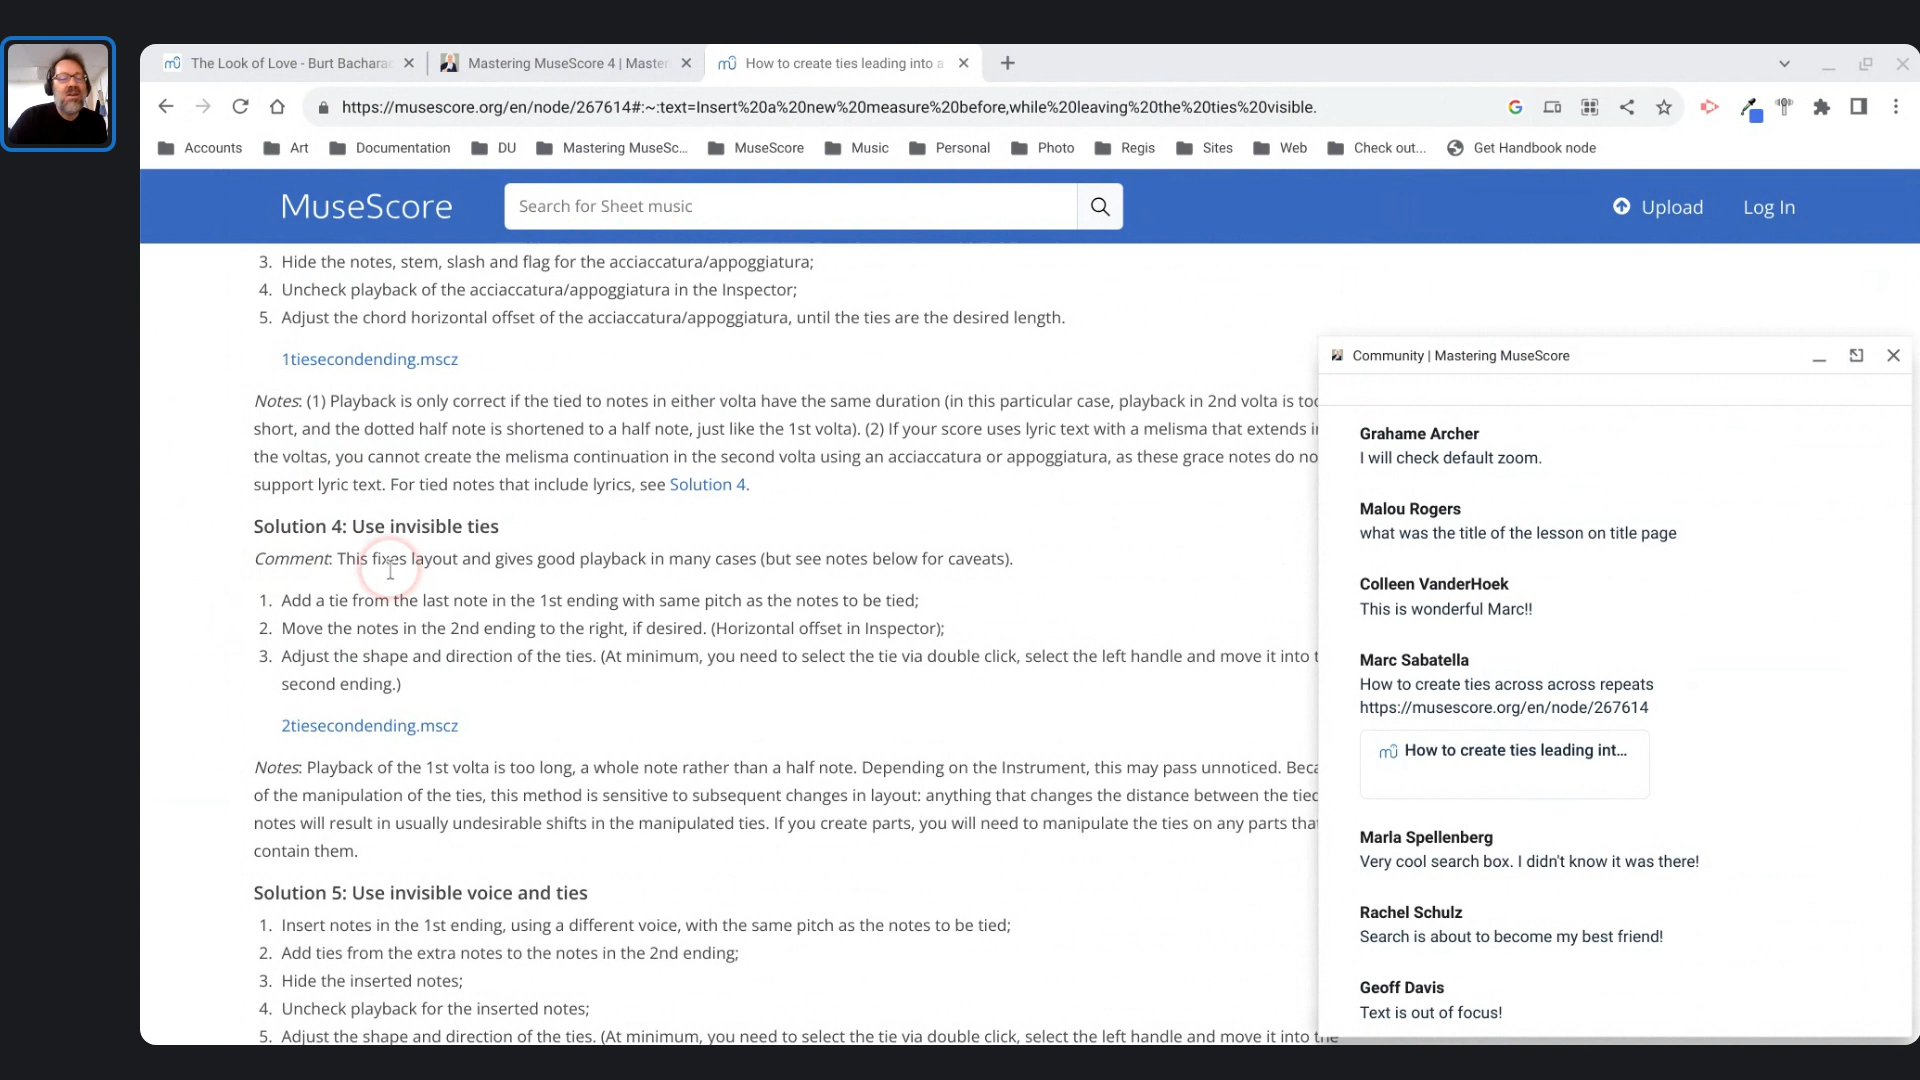 The Look of Love - Burt Bacharac
Mastering MuseScore 4 | Master
How to create ties leading into a
https://musescore.org/en/node/267614#:~:text=Insert%20a%20new%20measure%20before,while%20leaving%20the%20ties%20visible.
Accounts Art Documentation DU Mastering MuseSc... MuseScore Music Personal Photo Regis Sites Web Check out... Get Handbook node
MuseScore
Search for Sheet music
Upload Log In
3. Hide the notes, stem, slash and flag for the acciaccatura/appoggiatura;
4. Uncheck playback of the acciaccatura/appoggiatura in the Inspector;
5. Adjust the chord horizontal offset of the acciaccatura/appoggiatura, until the ties are the desired length.
1tiesecondending.mscz
Notes: (1) Playback is only correct if the tied to notes in either volta have the same duration (in this particular case, playback in 2nd volta is too
short, and the dotted half note is shortened to a half note, just like the 1st volta). (2) If your score uses lyric text with a melisma that extends i
the voltas, you cannot create the melisma continuation in the second volta using an acciaccatura or appoggiatura, as these grace notes do no
support lyric text. For tied notes that include lyrics, see Solution 4.
Solution 4: Use invisible ties
Comment: This fixes layout and gives good playback in many cases (but see notes below for caveats).
1. Add a tie from the last note in the 1st ending with same pitch as the notes to be tied;
2. Move the notes in the 2nd ending to the right, if desired. (Horizontal offset in Inspector);
3. Adjust the shape and direction of the ties. (At minimum, you need to select the tie via double click, select the left handle and move it into t
second ending.)
2tiesecondending.mscz
Notes: Playback of the 1st volta is too long, a whole note rather than a half note. Depending on the Instrument, this may pass unnoticed. Beca
of the manipulation of the ties, this method is sensitive to subsequent changes in layout: anything that changes the distance between the tied
notes will result in usually undesirable shifts in the manipulated ties. If you create parts, you will need to manipulate the ties on any parts tha
contain them.
Solution 5: Use invisible voice and ties
1. Insert notes in the 1st ending, using a different voice, with the same pitch as the notes to be tied;
2. Add ties from the extra notes to the notes in the 2nd ending;
3. Hide the inserted notes;
4. Uncheck playback for the inserted notes;
5. Adjust the shape and direction of the ties. (At minimum, you need to select the tie via double click, select the left handle and move it into the
Community | Mastering MuseScore
Grahame Archer
I will check default zoom.
Malou Rogers
what was the title of the lesson on title page
Colleen VanderHoek
This is wonderful Marc!!
Marc Sabatella
How to create ties across across repeats
https://musescore.org/en/node/267614
How to create ties leading int...
Marla Spellenberg
Very cool search box. I didn't know it was there!
Rachel Schulz
Search is about to become my best friend!
Geoff Davis
Text is out of focus!